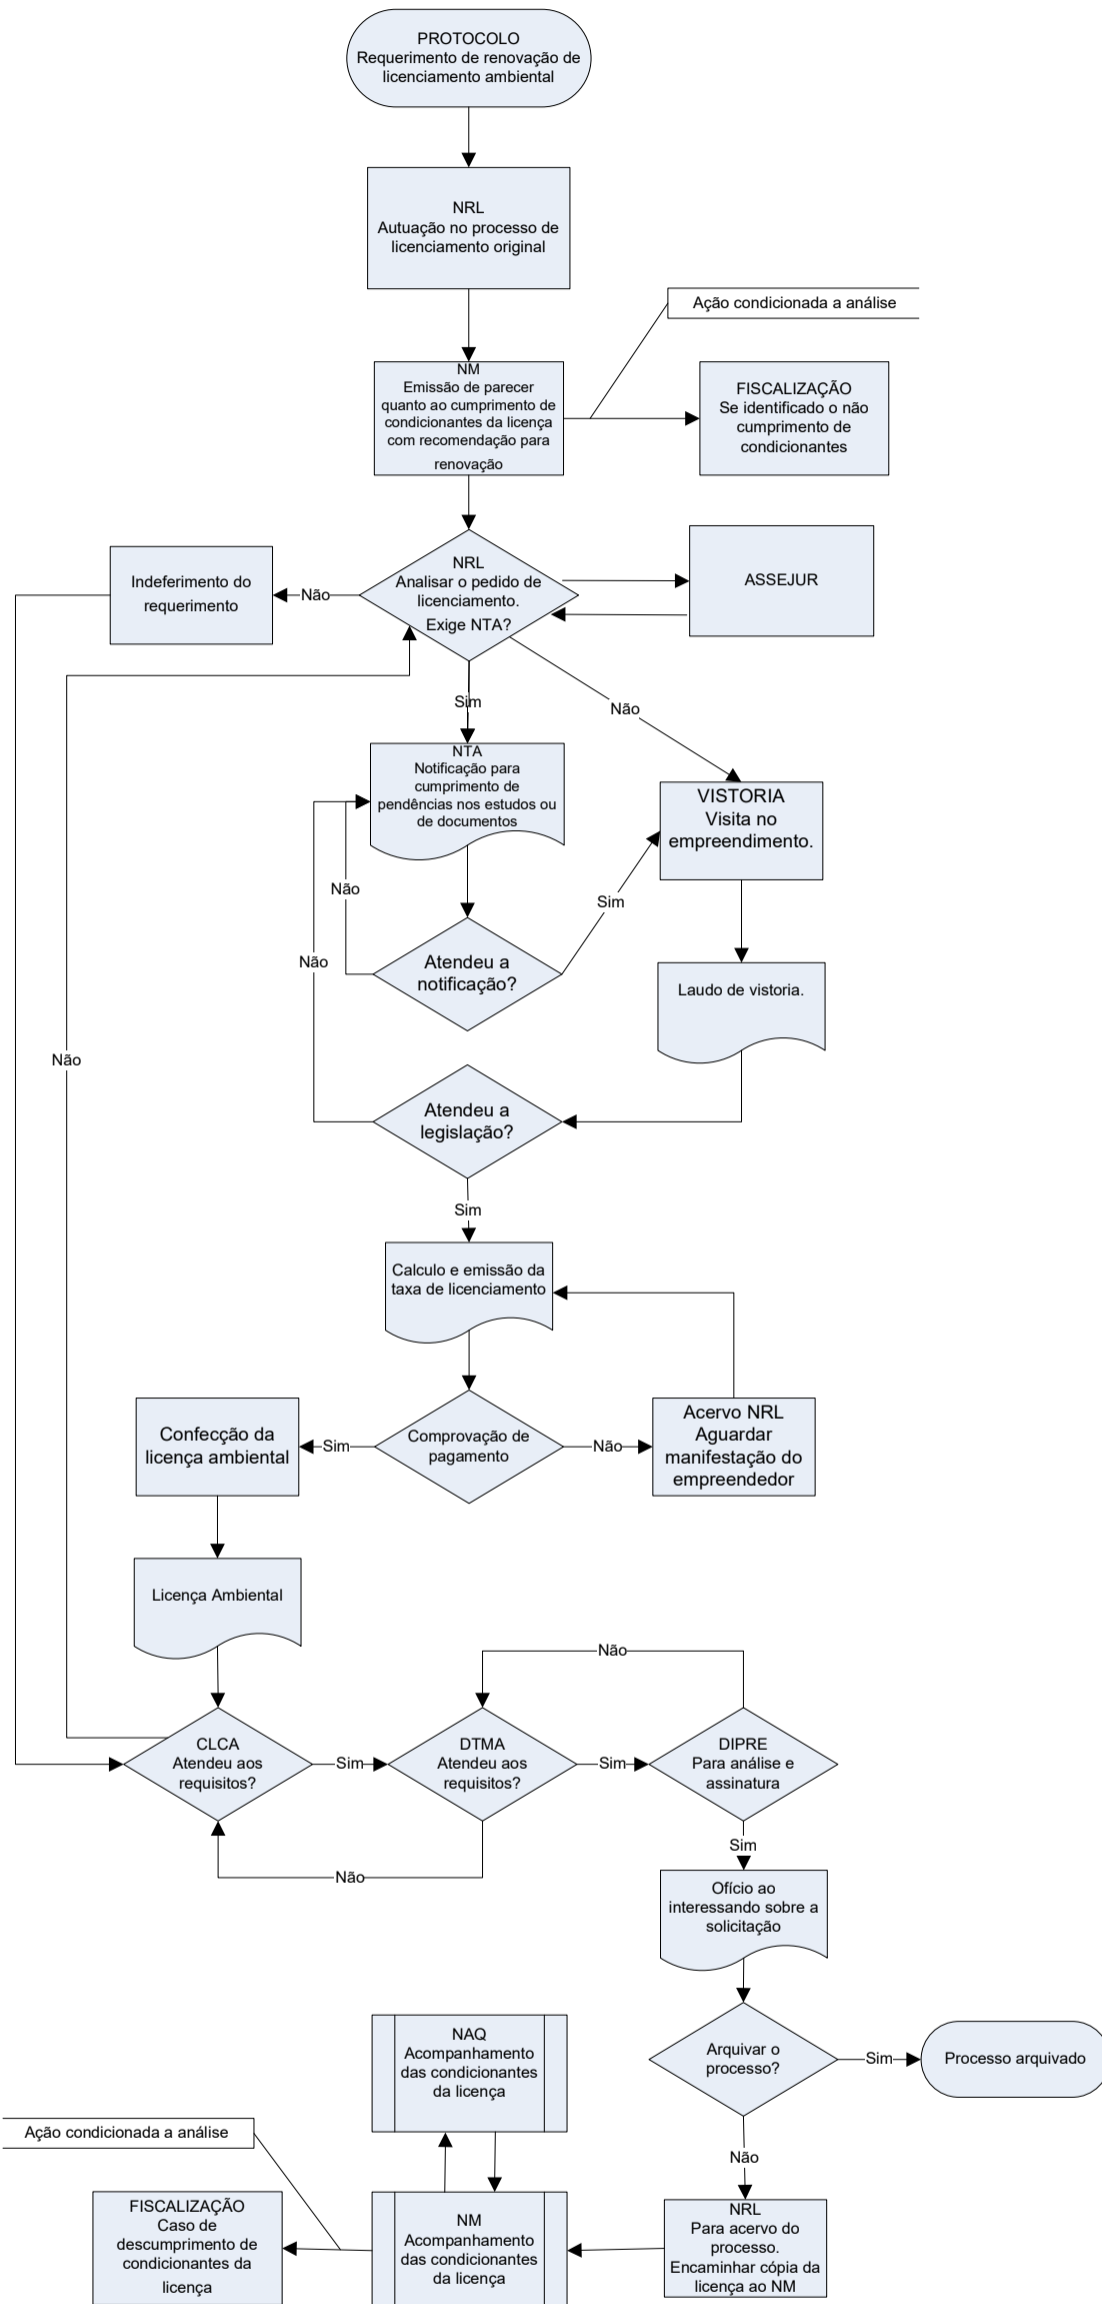 PROTOCOLO
Requerimento de renovação de
licenciamento ambiental
NRL
Autuação no processo de
licenciamento original
Ação condicionada a análise
NM
Emissão de parecer
quanto ao cumprimento de
condicionantes da licença
com recomendação para
renovação
FISCALIZAÇÃO
Se identificado o não
cumprimento de
condicionantes
Indeferimento do
requerimento
Não
NRL
Analisar o pedido de
licenciamento.
Exige NTA?
ASSEJUR
Sim
Não
NTA
Notificação para
cumprimento de
pendências nos estudos ou
de documentos
VISTORIA
Visita no
empreendimento.
Não
Sim
Não
Atendeu a
notificação?
Laudo de vistoria.
Não
Atendeu a
legislação?
Sim
Calculo e emissão da
taxa de licenciamento
Confecção da
licença ambiental
Sim
Comprovação de
pagamento
Não
Acervo NRL
Aguardar
manifestação do
empreendedor
Licença Ambiental
Não
CLCA
Atendeu aos
requisitos?
Sim
DTMA
Atendeu aos
requisitos?
Sim
DIPRE
Para análise e
assinatura
Não
Sim
Ofício ao
interessando sobre a
solicitação
Arquivar o
processo?
Sim
Processo arquivado
NAQ
Acompanhamento
das condicionantes
da licença
Ação condicionada a análise
Não
FISCALIZAÇÃO
Caso de
descumprimento de
condicionantes da
licença
NM
Acompanhamento
das condicionantes
da licença
NRL
Para acervo do
processo.
Encaminhar cópia da
licença ao NM